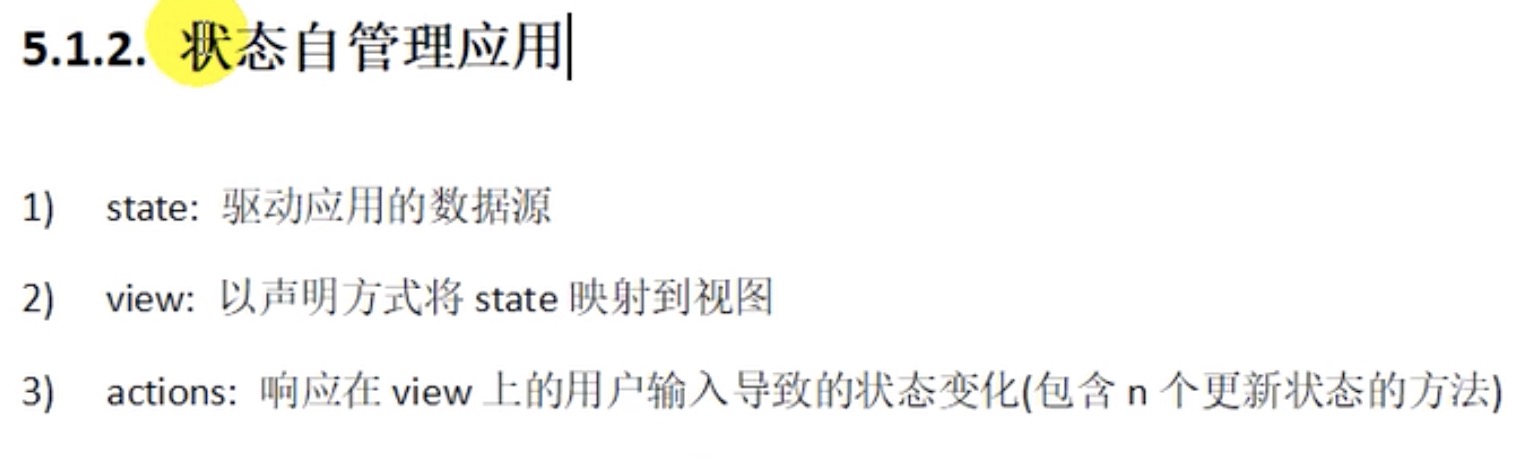 5.1.2. 状态自管理应用
1) state: 驱动应用的数据源
2) view: 以声明方式将 state 映射到视图
3) actions: 响应在 view 上的用户输入导致的状态变化(包含 n 个更新状态的方法)